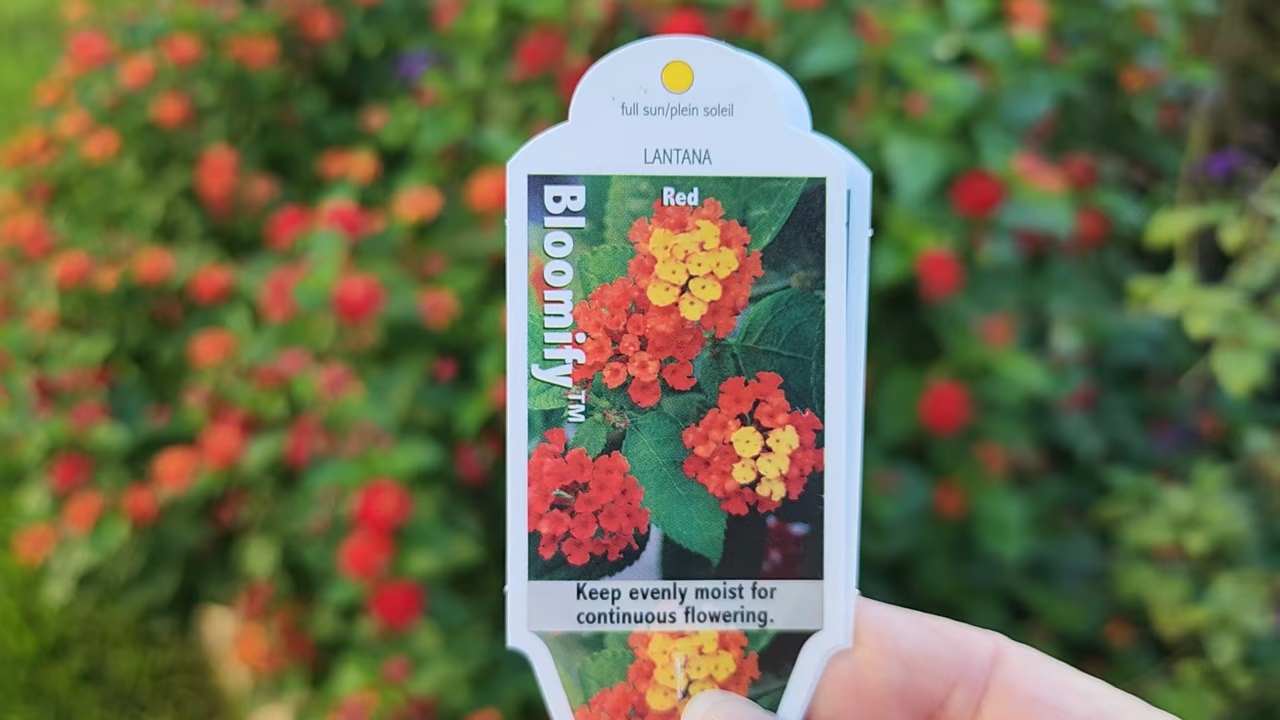 full sun/plein soleil
LANTANA
Red
Bloomify™
Keep evenly moist for
continuous flowering.